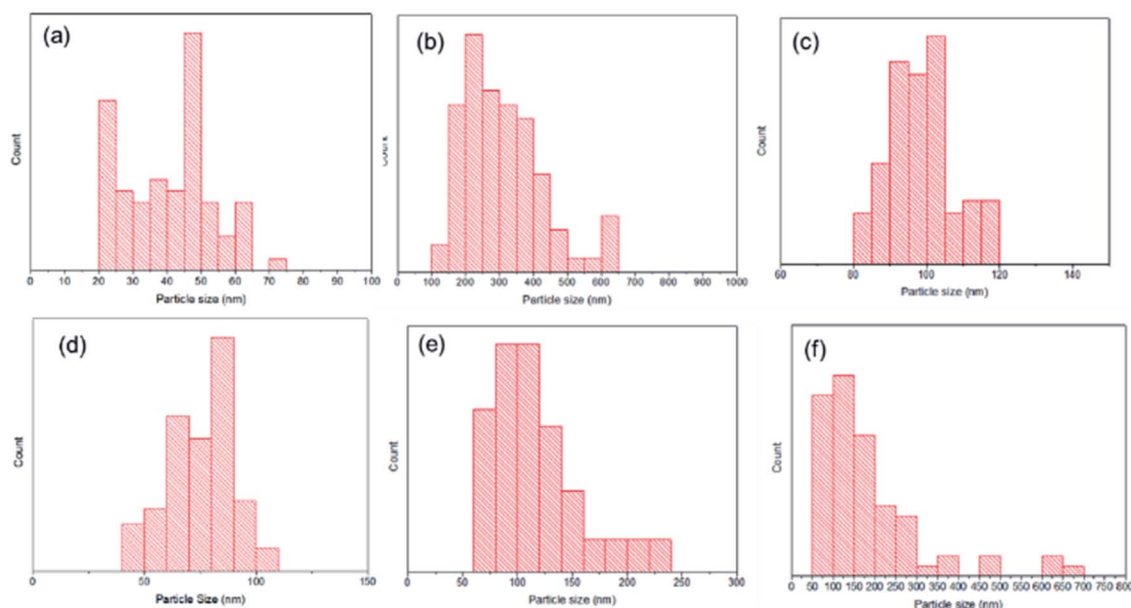 (a)
Count
0 10 20 30 40 50 60 70 80 90 100
Particle size (nm)
(b)
Count
0 100 200 300 400 500 600 700 800 900 1000
Particle size (nm)
(c)
Count
60 80 100 120 140
Particle size (nm)
(d)
Count
0 50 100 150
Particle Size (nm)
(e)
Count
0 50 100 150 200 250 300
Particle size (nm)
(f)
Count
0 50 100 150 200 250 300 350 400 450 500 550 600 650 700 750 800
Particle size (nm)